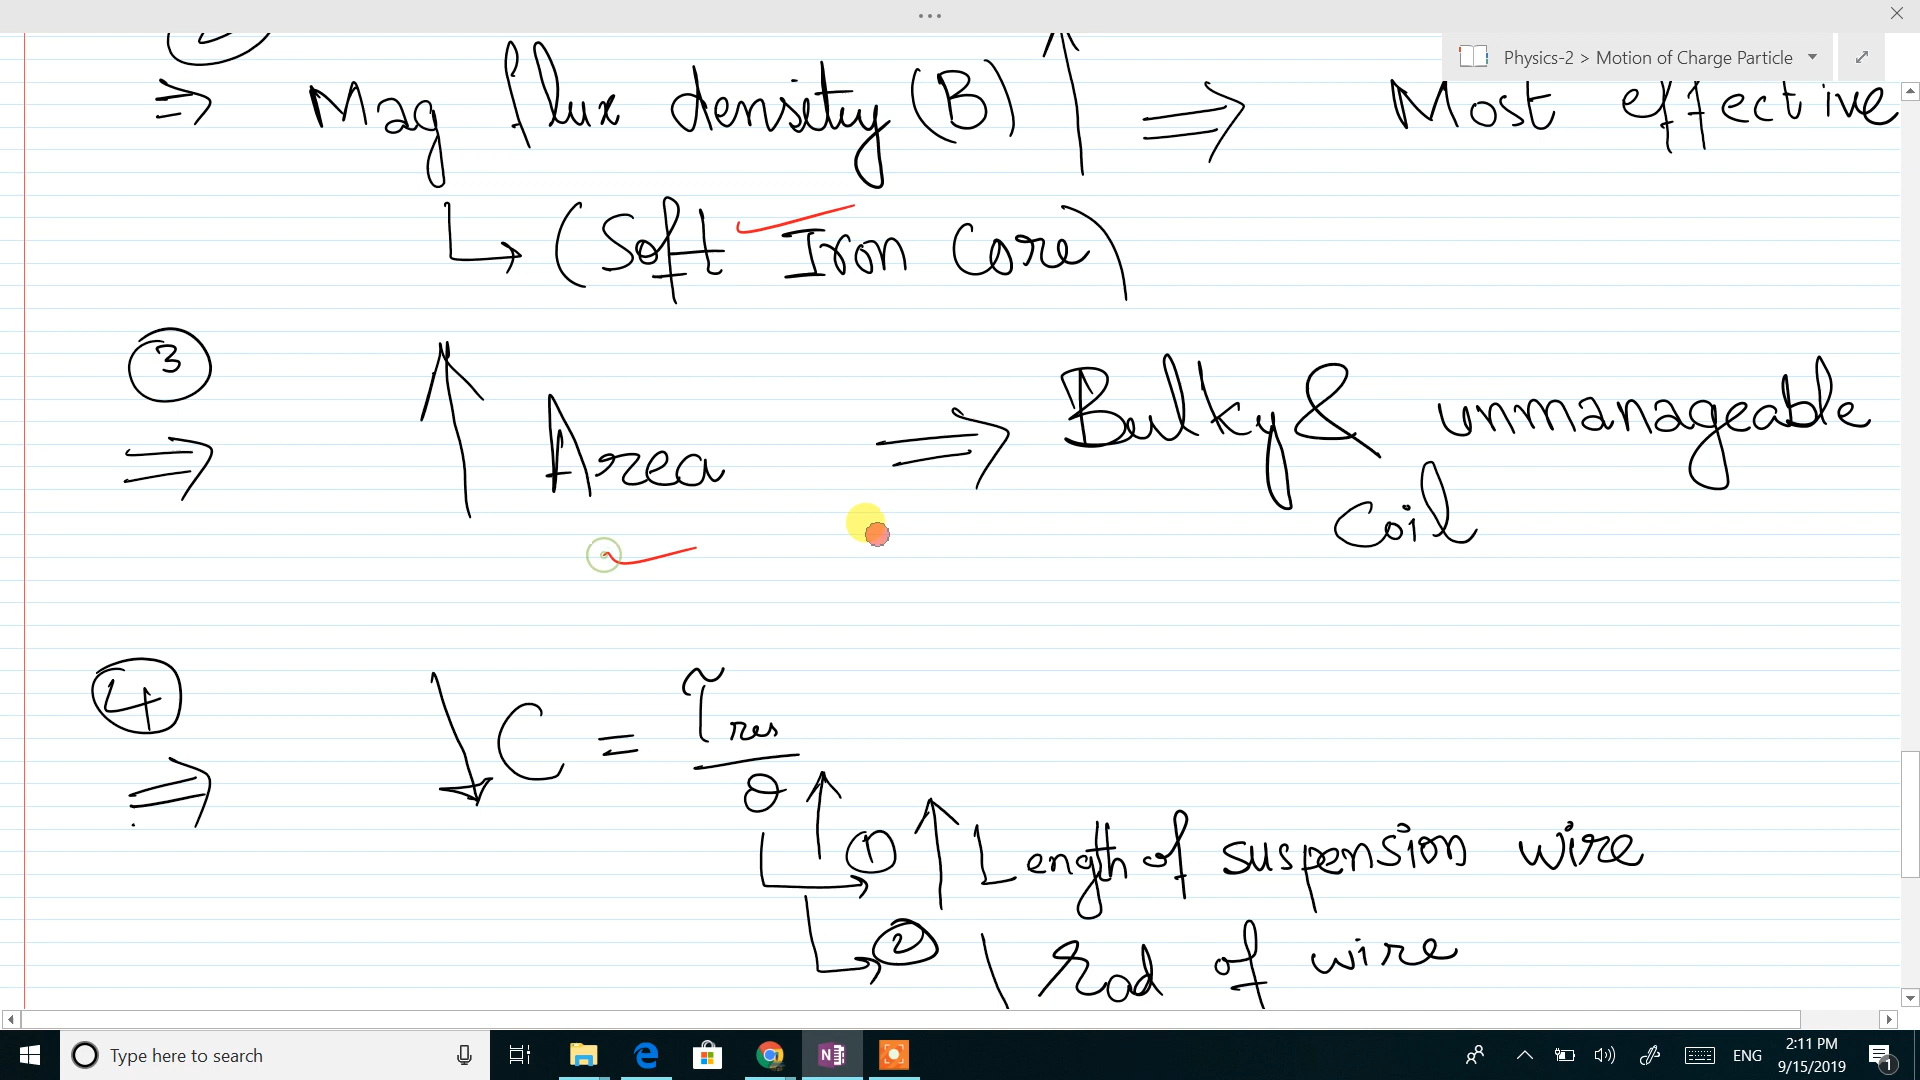 Physics-2 > Motion of Charge Particle
⇒ Mag flux density (B) ↑ ⇒ Most effective
↳ (Soft Iron Core)
③
⇒ ↑ Area ⇒ Bulky & unmanageable
coil
④
⇒ ↓ C = τres / θ ↑
↳ ① ↑ Length of suspension wire
↳ ② Rad of wire
Type here to search
ENG
2:11 PM
9/15/2019
1